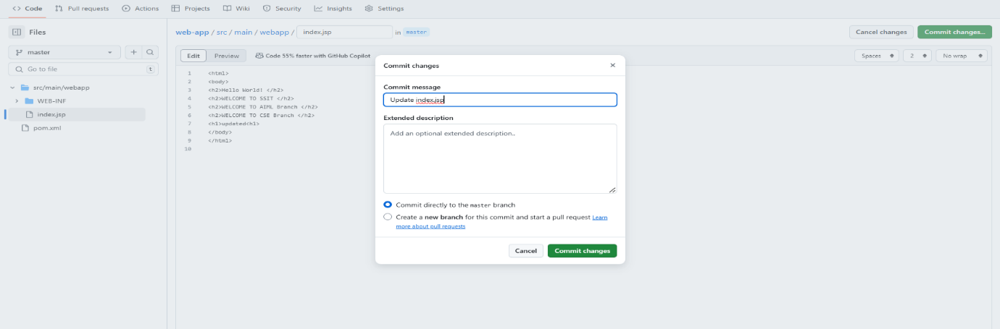 Code Pull requests Actions Projects Wiki Security Insights Settings
Files
web-app / src / main / webapp / index.jsp in master
Cancel changes Commit changes...
master
Go to file t
src/main/webapp
WEB-INF
index.jsp
pom.xml
Edit Preview Code 55% faster with GitHub Copilot
Spaces 2 No wrap
1 <html>
2 <body>
3 <h2>Hello World! </h2>
4 <h2>WELCOME TO SSIT </h2>
5 <h2>WELCOME TO AIML Branch </h2>
6 <h2>WELCOME TO CSE Branch </h2>
7 <h1>updated<h1>
8 </body>
9 </html>
10
Commit changes
Commit message
Update index.jsp
Extended description
Add an optional extended description..
Commit directly to the master branch
Create a new branch for this commit and start a pull request Learn
more about pull requests
Cancel Commit changes